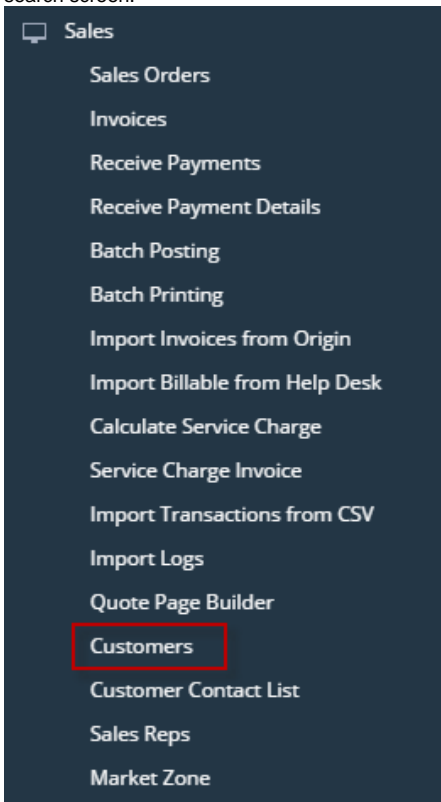 search screen.
Sales
Sales Orders
Invoices
Receive Payments
Receive Payment Details
Batch Posting
Batch Printing
Import Invoices from Origin
Import Billable from Help Desk
Calculate Service Charge
Service Charge Invoice
Import Transactions from CSV
Import Logs
Quote Page Builder
Customers
Customer Contact List
Sales Reps
Market Zone